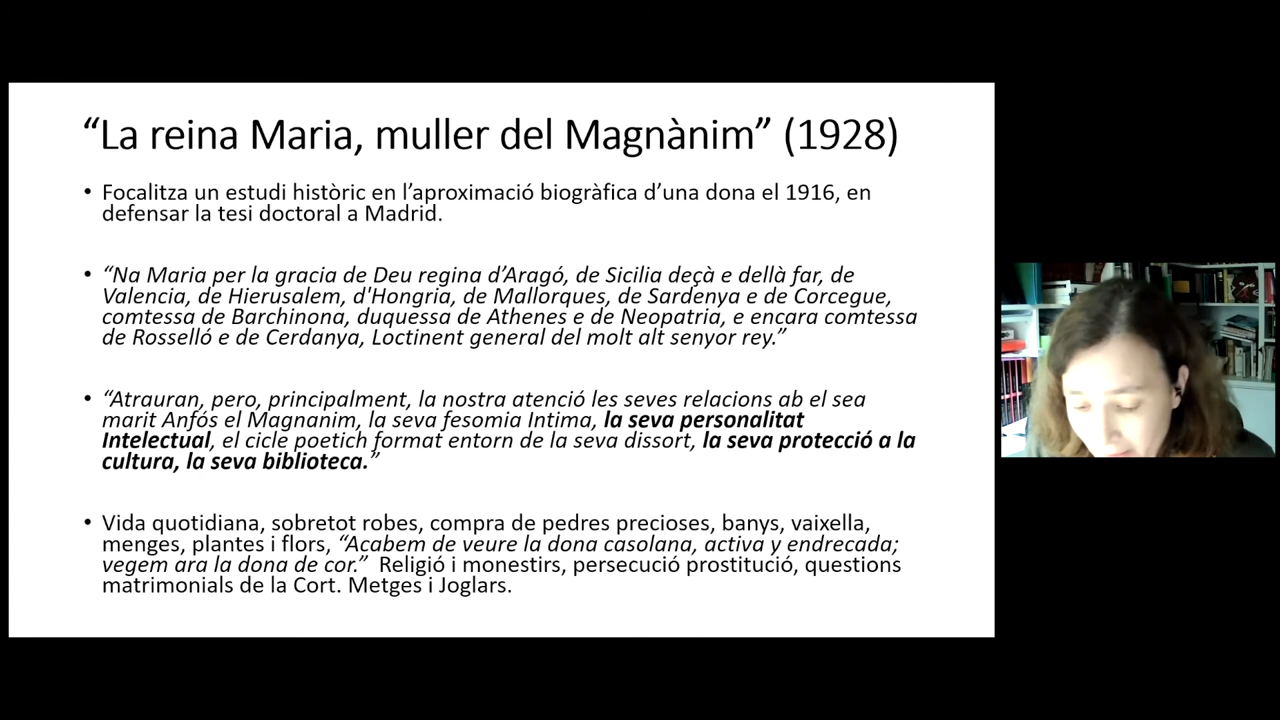 “La reina Maria, muller del Magnànim” (1928)
• Focalitza un estudi històric en l’aproximació biogràfica d’una dona el 1916, en
defensar la tesi doctoral a Madrid.
• “Na Maria per la gracia de Deu regina d’Aragó, de Sicilia deçà e dellà far, de
Valencia, de Hierusalem, d'Hongria, de Mallorques, de Sardenya e de Corcegue,
comtessa de Barchinona, duquessa de Athenes e de Neopatria, e encara comtessa
de Rosselló e de Cerdanya, Loctinent general del molt alt senyor rey.”
• “Atrauran, pero, principalment, la nostra atenció les seves relacions ab el sea
marit Anfós el Magnanim, la seva fesomia Intima, la seva personalitat
Intelectual, el cicle poetich format entorn de la seva dissort, la seva protecció a la
cultura, la seva biblioteca.”
• Vida quotidiana, sobretot robes, compra de pedres precioses, banys, vaixella,
menges, plantes i flors, “Acabem de veure la dona casolana, activa y endrecada;
vegem ara la dona de cor.” Religió i monestirs, persecució prostitució, questions
matrimonials de la Cort. Metges i Joglars.